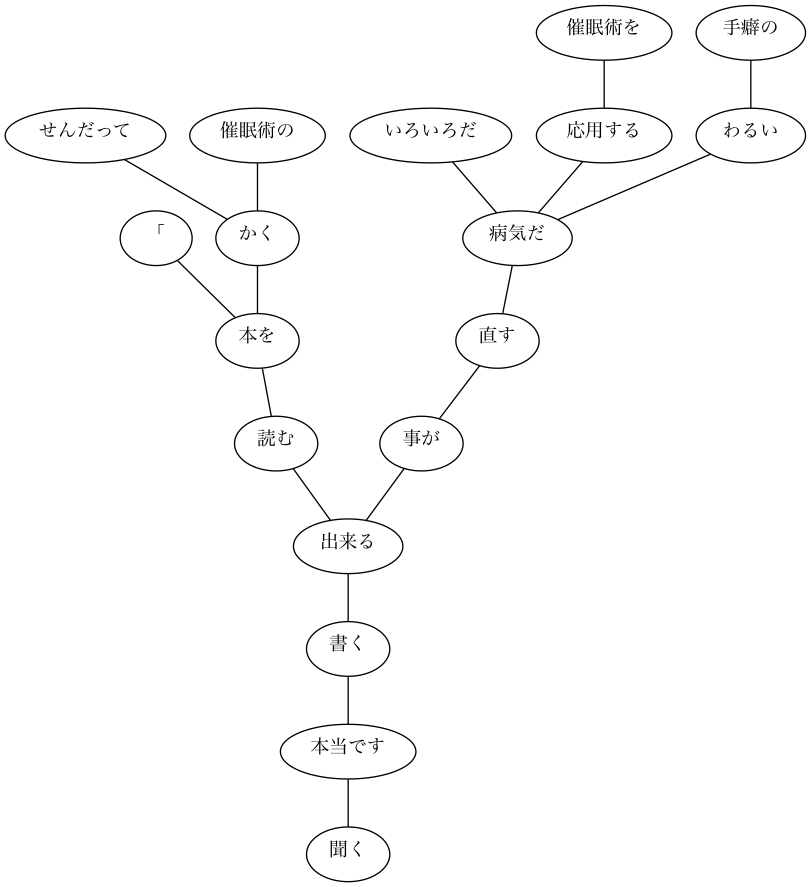 催眠術を 手癖の
せんだって 催眠術の いろいろだ 応用する わるい
「 かく 病気だ
本を 直す
読む 事が
出来る
書く
本当です
聞く